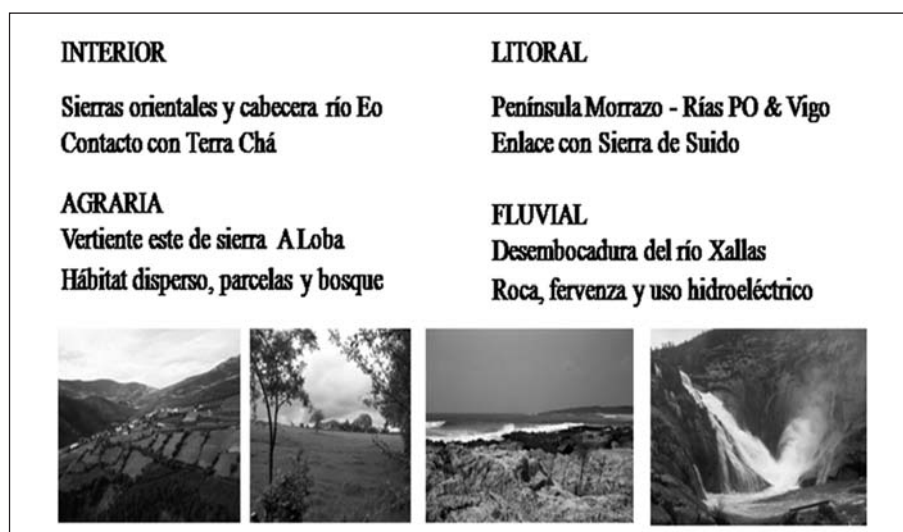 INTERIOR
Sierras orientales y cabecera río Eo
Contacto con Terra Chá
AGRARIA
Vertiente este de sierra A Loba
Hábitat disperso, parcelas y bosque
LITORAL
Península Morrazo - Rías PO & Vigo
Enlace con Sierra de Suido
FLUVIAL
Desembocadura del río Xallas
Roca, fervenza y uso hidroeléctrico